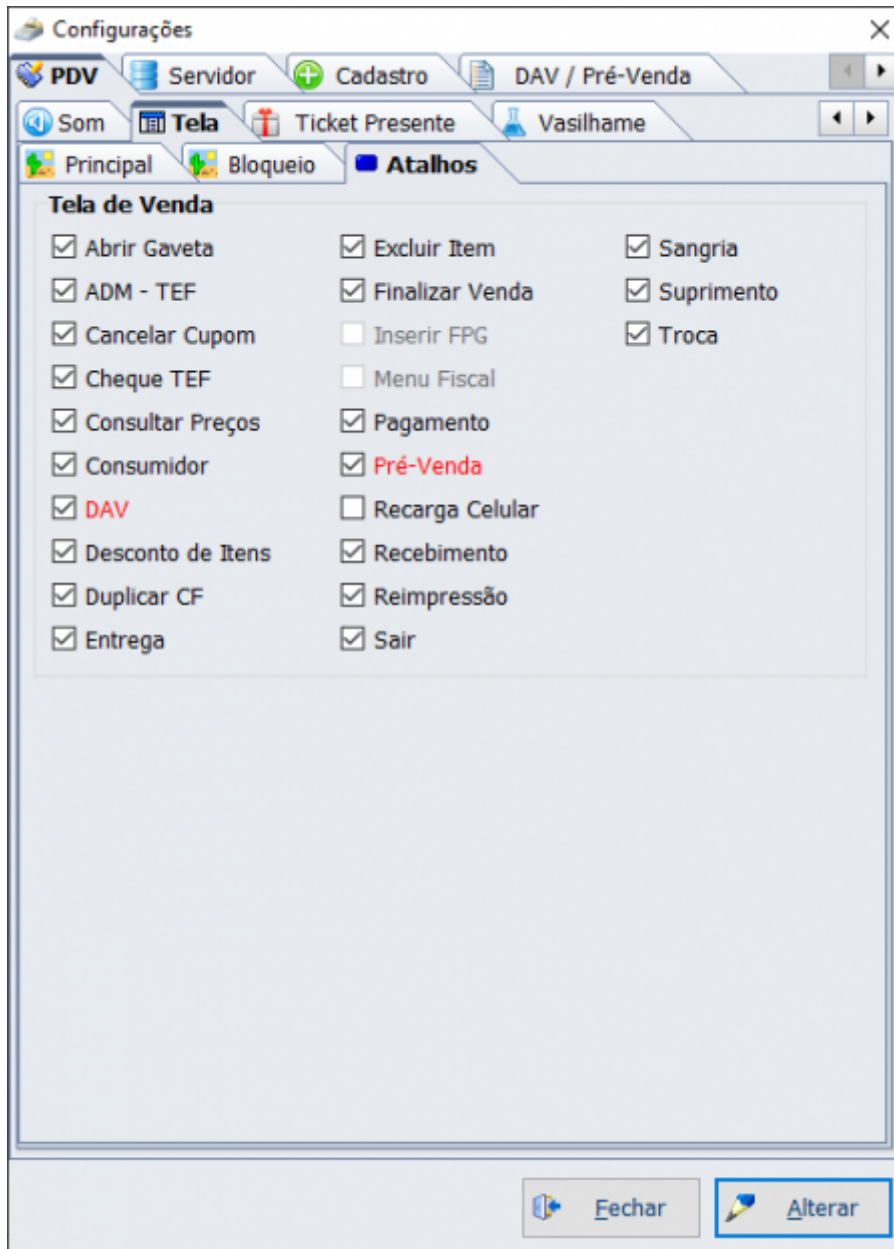 Configurações
PDV Servidor Cadastro DAV / Pré-Venda
Som Tela Ticket Presente Vasilhame
Principal Bloqueio Atalhos
Tela de Venda
Abrir Gaveta Excluir Item Sangria
ADM - TEF Finalizar Venda Suprimento
Cancelar Cupom Inserir FPG Troca
Cheque TEF Menu Fiscal
Consultar Preços Pagamento
Consumidor Pré-Venda
DAV Recarga Celular
Desconto de Itens Recebimento
Duplicar CF Reimpressão
Entrega Sair
Fechar Alterar